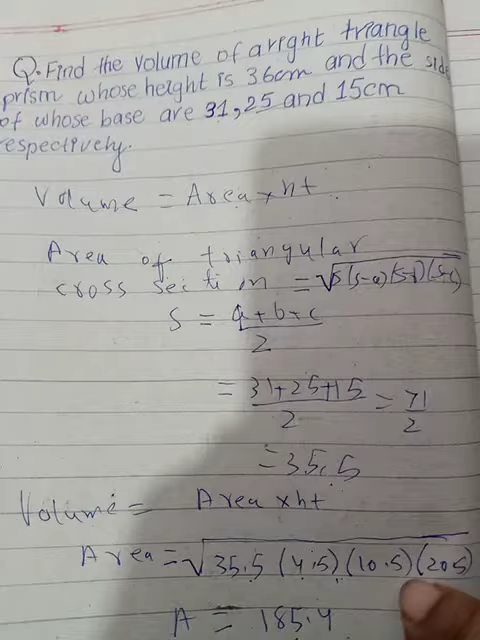 Q. Find the volume of a right triangle
prism whose height is 36cm and the side
of whose base are 31, 25 and 15cm
espectively.
Volume = Area x ht
Area of triangular
cross section = √s(s-a)(s-b)(s-c)
S = a+b+c/2
= 31+25+15/2 = 71/2
= 35.5
Volume = Area x ht
Area = √35.5 (4.5) (10.5) (20.5)
A = 185.4